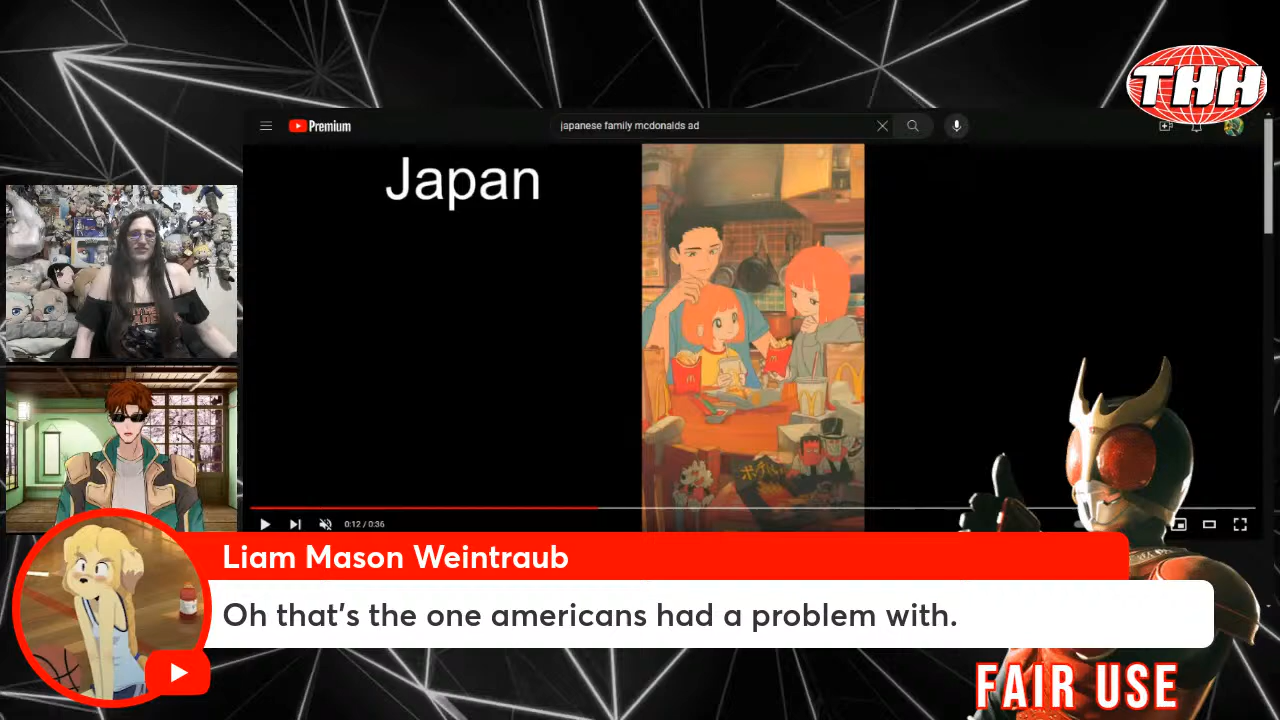 THH
Premium
japanese family mcdonalds ad
Japan
0:12 / 0:36
Liam Mason Weintraub
Oh that's the one americans had a problem with.
FAIR USE